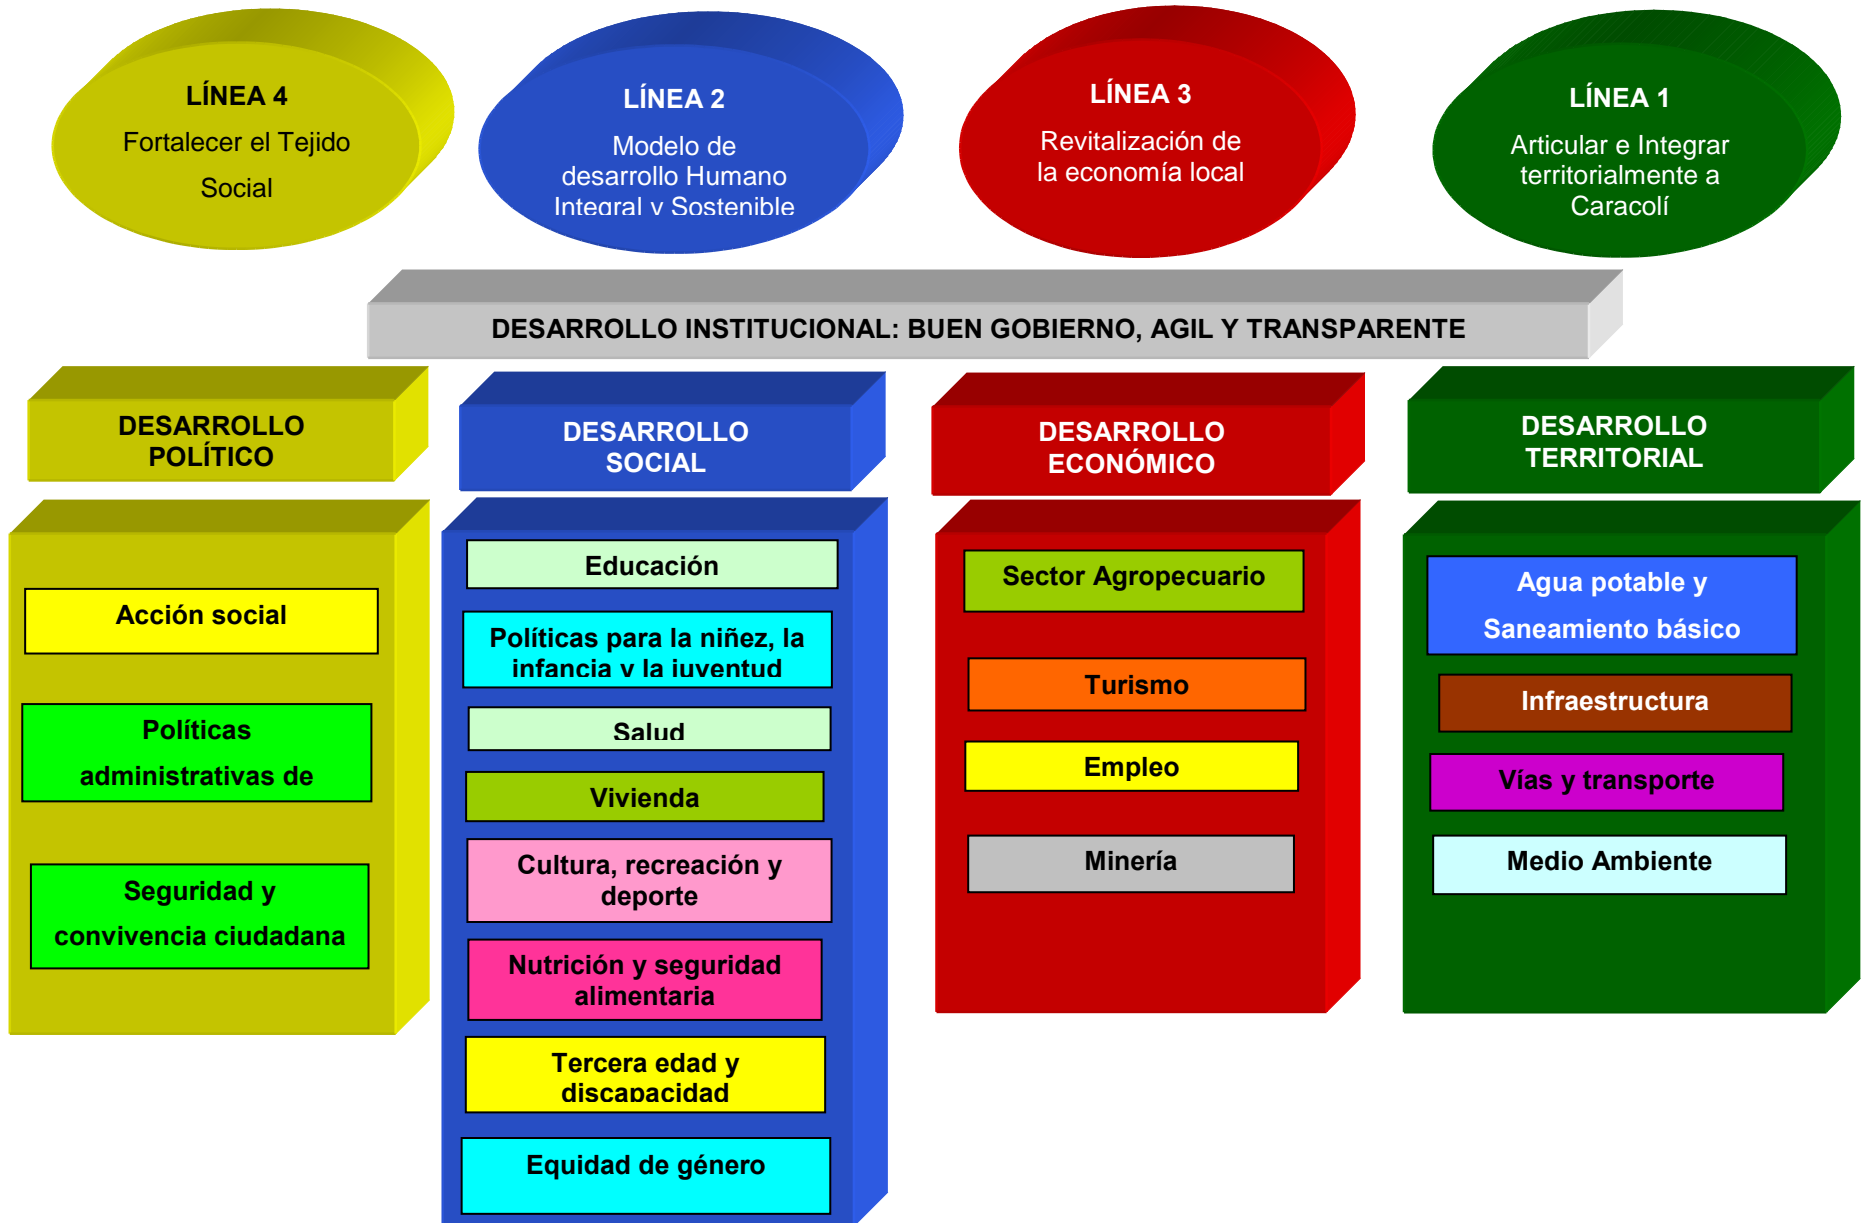 LÍNEA 4
Fortalecer el Tejido
Social
LÍNEA 2
Modelo de
desarrollo Humano
Integral y Sostenible
LÍNEA 3
Revitalización de
la economía local
LÍNEA 1
Articular e Integrar
territorialmente a
Caracolí
DESARROLLO INSTITUCIONAL: BUEN GOBIERNO, AGIL Y TRANSPARENTE
DESARROLLO
POLÍTICO
Acción social
Políticas
administrativas de
Seguridad y
convivencia ciudadana
DESARROLLO
SOCIAL
Educación
Políticas para la niñez, la
infancia y la juventud
Salud
Vivienda
Cultura, recreación y
deporte
Nutrición y seguridad
alimentaria
Tercera edad y
discapacidad
Equidad de género
DESARROLLO
ECONÓMICO
Sector Agropecuario
Turismo
Empleo
Minería
DESARROLLO
TERRITORIAL
Agua potable y
Saneamiento básico
Infraestructura
Vías y transporte
Medio Ambiente